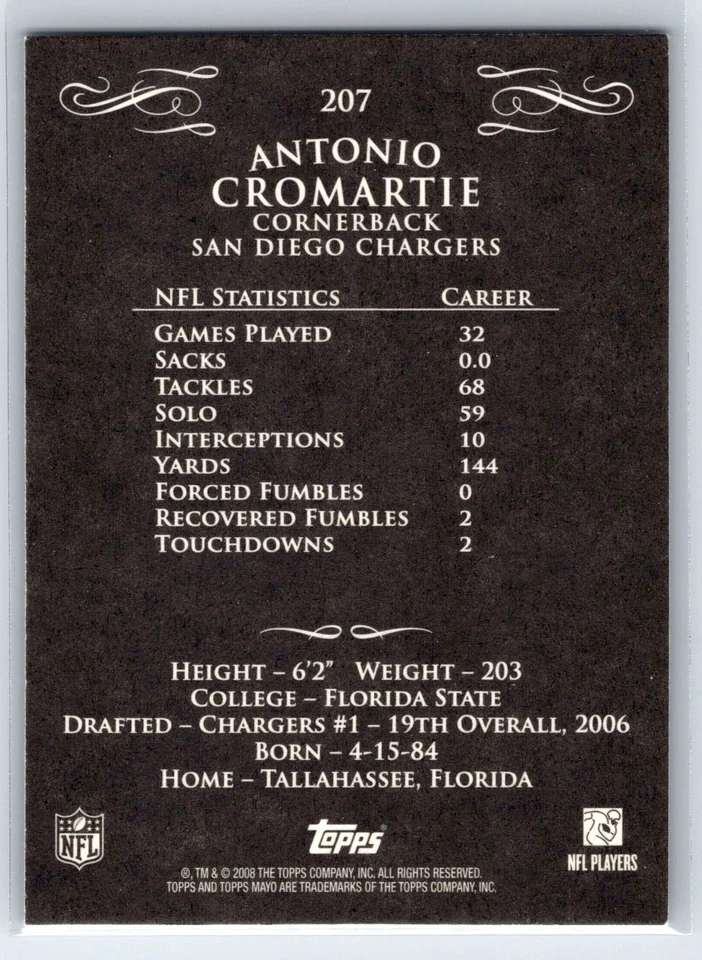 207
ANTONIO
CROMARTIE
CORNERBACK
SAN DIEGO CHARGERS
NFL STATISTICS CAREER
GAMES PLAYED 32
SACKS 0.0
TACKLES 68
SOLO 59
INTERCEPTIONS 10
YARDS 144
FORCED FUMBLES 0
RECOVERED FUMBLES 2
TOUCHDOWNS 2
HEIGHT – 6'2" WEIGHT – 203
COLLEGE – FLORIDA STATE
DRAFTED – CHARGERS #1 – 19TH OVERALL, 2006
BORN – 4-15-84
HOME – TALLAHASSEE, FLORIDA
NFL
Topps®
NFL PLAYERS
®, TM & © 2008 THE TOPPS COMPANY, INC. ALL RIGHTS RESERVED.
TOPPS AND TOPPS MAYO ARE TRADEMARKS OF THE TOPPS COMPANY, INC.